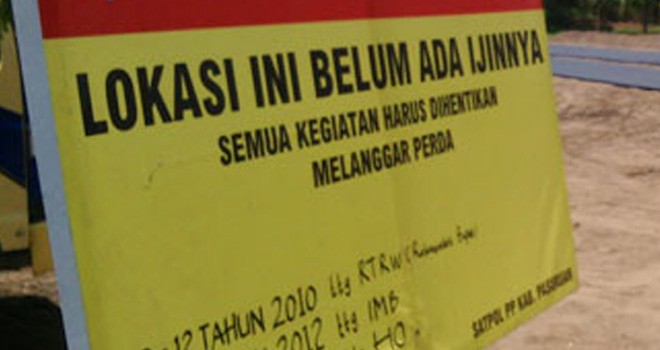 LOKASI INI BELUM ADA IJINNYA
SEMUA KEGIATAN HARUS DIHENTIKAN
MELANGGAR PERDA
12 TAHUN 2010 ttg RTRW
2012 ttg IMB
HO.
SATPOL PP KAB. PASURUAN